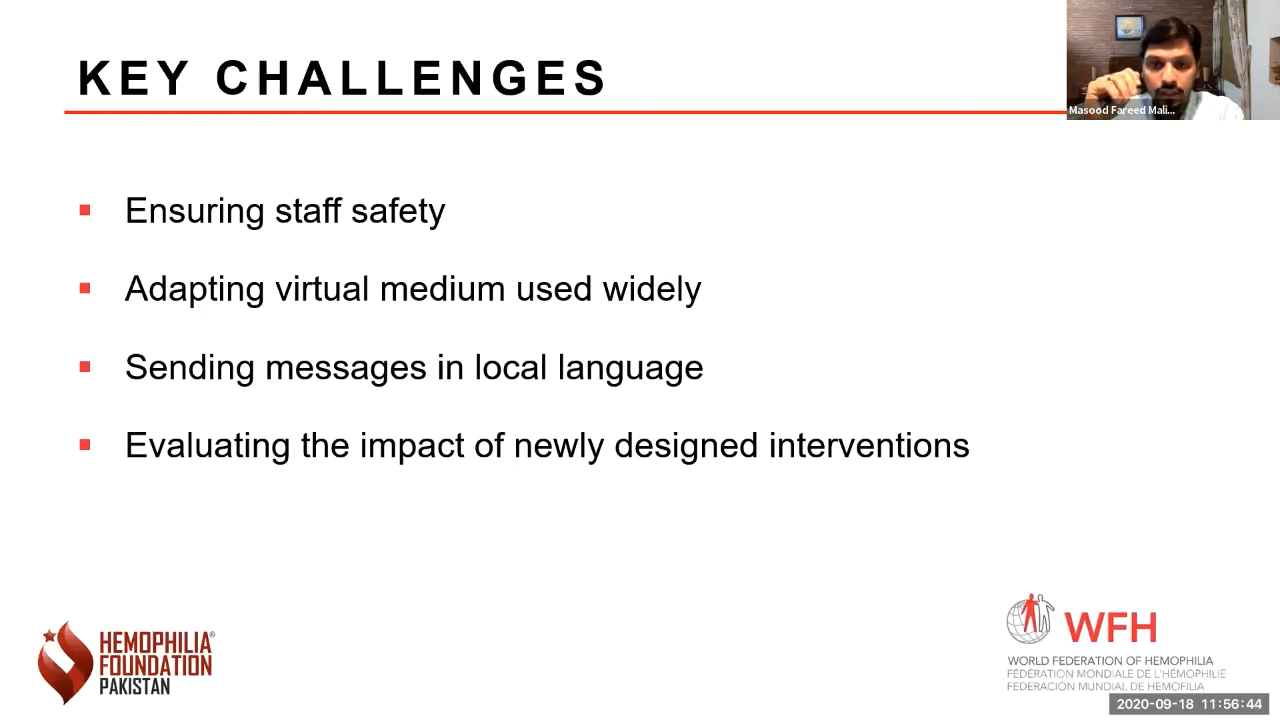 KEY CHALLENGES
Masood Fareed Mali...
▪ Ensuring staff safety
▪ Adapting virtual medium used widely
▪ Sending messages in local language
▪ Evaluating the impact of newly designed interventions
HEMOPHILIA®
FOUNDATION
PAKISTAN
WFH
WORLD FEDERATION OF HEMOPHILIA
FÉDÉRATION MONDIALE DE L'HÉMOPHILIE
FEDERACIÓN MUNDIAL DE HEMOFILIA
2020-09-18 11:56:44